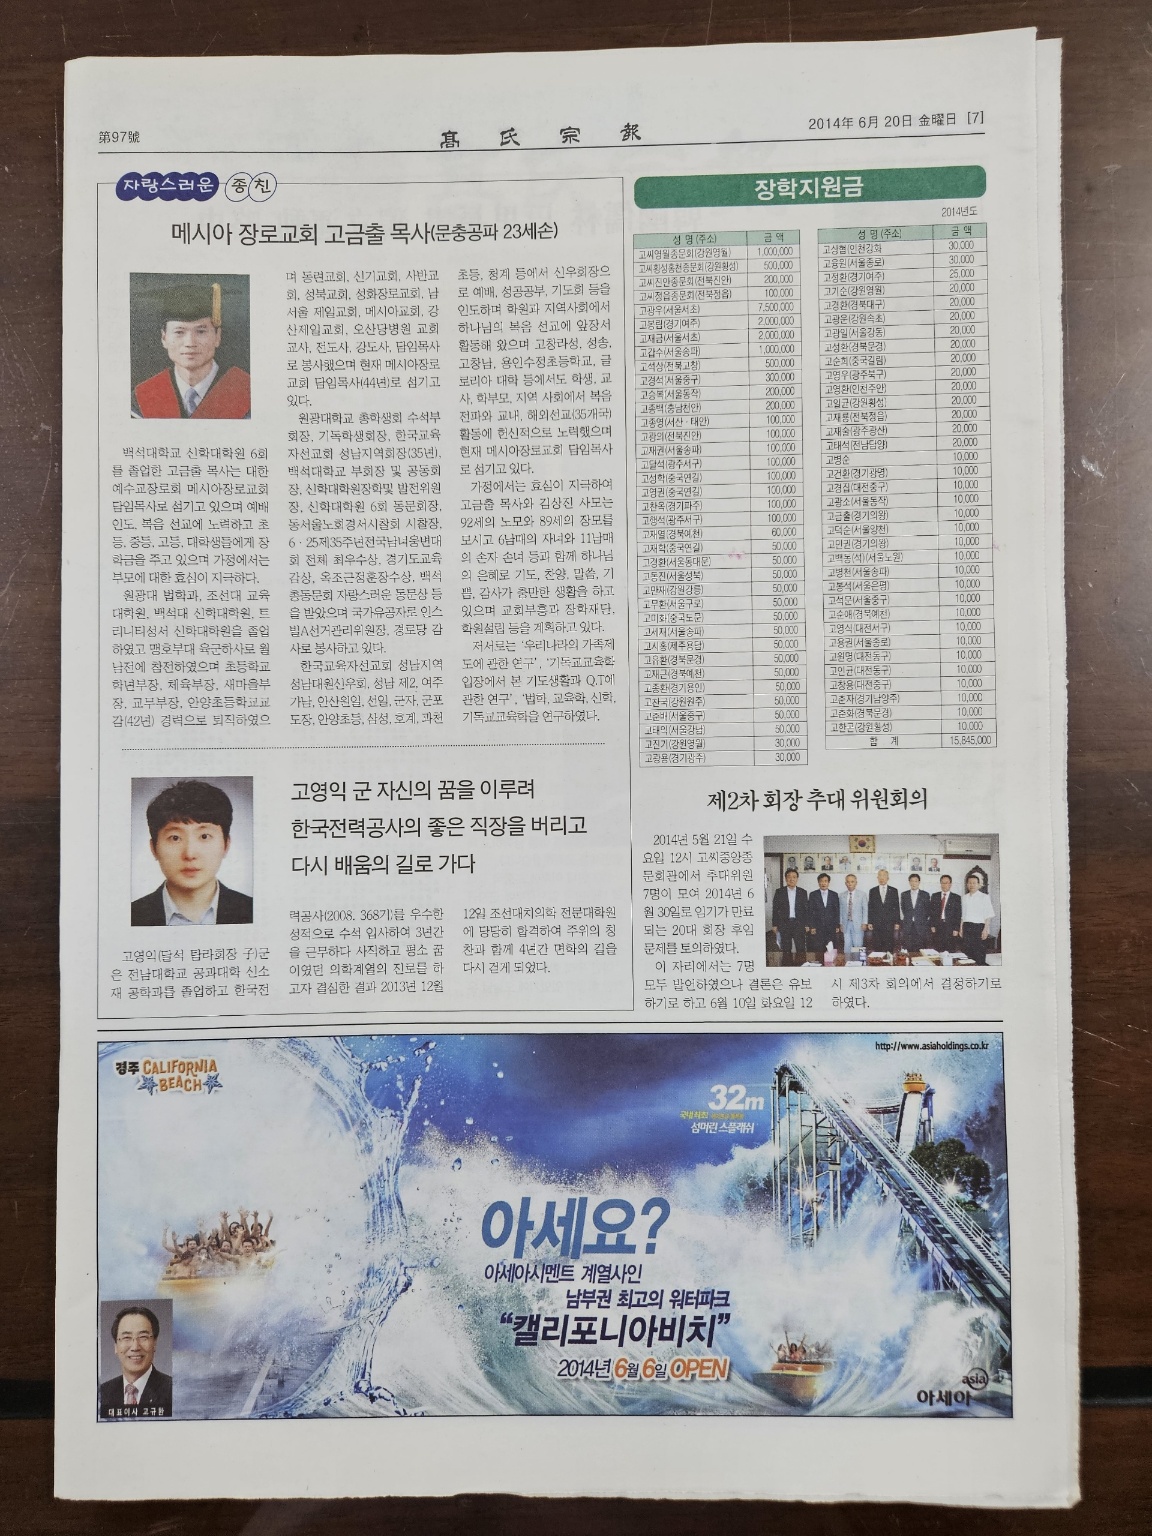 第97號
髙氏宗報
2014年 6月 20日 金曜日 [7]
자랑스러운 종친
메시아 장로교회 고금출 목사(문충공파 23세손)
백석대학교 신학대학원 6회
를 졸업한 고금출 목사는 대한
예수교장로회 메시아장로교회
담임목사로 섬기고 있으며 예배
인도, 복음 선교에 노력하고 초
등, 중등, 고등, 대학생들에게 장
학금을 주고 있으며 가정에서는
부모에 대한 효심이 지극하다.
원광대 법학과, 조선대 교육
대학원, 백석대 신학대학원, 트
리니티성서 신학대학원을 졸업
하였고 맹호부대 육군하사로 월
남전에 참전하였으며 초등학교
학년부장, 체육부장, 새마을부
장, 교무부장, 안양초등학교교
감(42년) 경력으로 퇴직하였으
며 동련교회, 신기교회, 사반교
회, 성북교회, 성화장로교회, 남
서울 제일교회, 메시아교회, 강
산제일교회, 오산당병원 교회
교사, 전도사, 강도사, 담임목사
로 봉사했으며 현재 메시아장로
교회 담임목사(44년)로 섬기고
있다.
원광대학교 총학생회 수석부
회장, 기독학생회장, 한국교육
자선교회 성남지역회장(35년),
백석대학교 부회장 및 공동회
장, 신학대학원장학및 발전위원
장, 신학대학원 6회 동문회장,
동서울노회경서시찰회 시찰장,
6·25제35주년전국남녀웅변대
회 전체 최우수상, 경기도교육
감상, 옥조근정훈장수상, 백석
총동문회 자랑스러운 동문상 등
을 받았으며 국가유공자로 인스
빌A선거관리위원장, 경로당 감
사로 봉사하고 있다.
한국교육자선교회 성남지역
성남대원신우회, 성남 제2, 여주
가남, 안산원일, 선일, 군자, 군포
도장, 안양초등, 삼성, 호계, 과천
초등, 청계 등에서 신우회장으
로 예배, 성공공부, 기도회 등을
인도하며 학원과 지역사회에서
하나님의 복음 선교에 앞장서
활동해 왔으며 고창라성, 성송,
고창남, 용인수정초등학교, 글
로리아 대학 등에서도 학생, 교
사, 학부모, 지역 사회에서 복음
전파와 교내, 해외선교(35개국)
활동에 헌신적으로 노력했으며
현재 메시아장로교회 담임목사
로 섬기고 있다.
가정에서는 효심이 지극하여
고금출 목사와 김상진 사모는
92세의 노모와 89세의 장모를
모시고 6남매의 자녀와 11남매
의 손자 손녀 등과 함께 하나님
의 은혜로 기도, 찬양, 말씀, 기
쁨, 감사가 충만한 생활을 하고
있으며 교회부흥과 장학재단,
학원설립 등을 계획하고 있다.
저서로는 '우리나라의 가족제
도에 관한 연구', '기독교교육학
입장에서 본 기도생활과 Q.T에
관한 연구', '법학, 교육학, 신학,
기독교교육학을 연구하였다.
고영익 군 자신의 꿈을 이루려
한국전력공사의 좋은 직장을 버리고
다시 배움의 길로 가다
고영익(달석 탑라회장 子)군
은 전남대학교 공과대학 신소
재 공학과를 졸업하고 한국전
력공사(2008. 368기)를 우수한
성적으로 수석 입사하여 3년간
을 근무하다 사직하고 평소 꿈
이었던 의학계열의 진로를 하
고자 결심한 결과 2013년 12월
12일 조선대치의학 전문대학원
에 당당히 합격하여 주위의 칭
찬과 함께 4년간 면학의 길을
다시 걷게 되었다.
장학지원금
2014년도
성 명(주소) 금 액
고씨영월종문회(강원영월) 1,000,000
고씨횡성홍천종문회(강원횡성) 500,000
고씨진안종문회(전북진안) 200,000
고씨정읍종문회(전북정읍) 100,000
고광우(서울서초) 7,500,000
고봉렬(경기여주) 2,000,000
고재급(서울서초) 2,000,000
고갑수(서울송파) 1,000,000
고석상(전북고창) 500,000
고경석(서울중구) 300,000
고승목(서울동작) 200,000
고종백(충남천안) 200,000
고종영(서산·태안) 100,000
고광의(전북진안) 100,000
고재권(서울송파) 100,000
고달석(광주서구) 100,000
고성학(중국연길) 100,000
고영권(중국연길) 100,000
고찬옥(경기파주) 100,000
고행석(광주서구) 100,000
고재열(경북예천) 60,000
고재학(중국연길) 50,000
고경환(서울동대문) 50,000
고동진(서울성북) 50,000
고만재(강원강릉) 50,000
고무환(서울구로) 50,000
고미화(중국도문) 50,000
고세저(서울송파) 50,000
고시홍(제주용담) 50,000
고윤환(경북문경) 50,000
고재근(경북예천) 50,000
고종환(경기용인) 50,000
고찬국(강원원주) 50,000
고준배(서울중구) 50,000
고태억(서울강남) 50,000
고진기(강원영월) 30,000
고광용(경기광주) 30,000
성 명(주소) 금 액
고상협(인천강화) 30,000
고용원(서울종로) 30,000
고정환(경기여주) 25,000
고기순(강원영월) 20,000
고경환(경북대구) 20,000
고광운(강원속초) 20,000
고광일(서울강동) 20,000
고성환(경북문경) 20,000
고순희(중국길림) 20,000
고영우(광주북구) 20,000
고영환(인천주안) 20,000
고일곤(강원횡성) 20,000
고재룡(전북정읍) 20,000
고재술(광주광산) 20,000
고태석(전남담양) 20,000
고병순 10,000
고건환(경기광명) 10,000
고경집(대전중구) 10,000
고광소(서울동작) 10,000
고금출(경기의왕) 10,000
고덕순(서울양천) 10,000
고민권(경기의왕) 10,000
고백농(석)(서울노원) 10,000
고병천(서울송파) 10,000
고봉석(서울은평) 10,000
고석문(서울중구) 10,000
고순애(경북예천) 10,000
고영식(대전서구) 10,000
고용권(서울종로) 10,000
고원명(대전동구) 10,000
고인균(대전동구) 10,000
고창용(대전중구) 10,000
고춘자(경기남양주) 10,000
고춘화(경북문경) 10,000
고한곤(강원횡성) 10,000
합 계 15,845,000
제2차 회장 추대 위원회의
2014년 5월 21일 수
요일 12시 고씨중앙종
문회관에서 추대위원
7명이 모여 2014년 6
월 30일로 임기가 만료
되는 20대 회장 후임
문제를 토의하였다.
이 자리에서는 7명
모두 발언하였으나 결론은 유보
하기로 하고 6월 10일 화요일 12
시 제3차 회의에서 결정하기로
하였다.
경주 CALIFORNIA BEACH
http://www.asiaholdings.co.kr
32m
섬머린 스플래쉬
아세요?
아세아시멘트 계열사인
남부권 최고의 워터파크
“캘리포니아비치”
2014년 6월 6일 OPEN
대표이사 고규환
asia
아세아